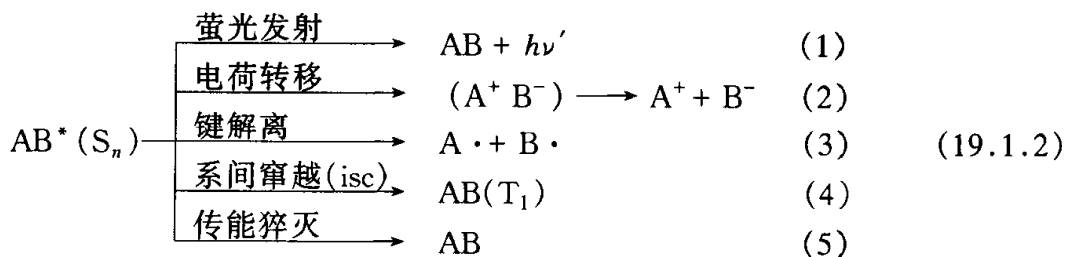 萤光发射 AB + hν′ (1)
电荷转移 (A⁺ B⁻) ⟶ A⁺ + B⁻ (2)
AB*(Sₙ) 键解离 A· + B· (3) (19.1.2)
系间窜越(isc) AB(T₁) (4)
传能猝灭 AB (5)